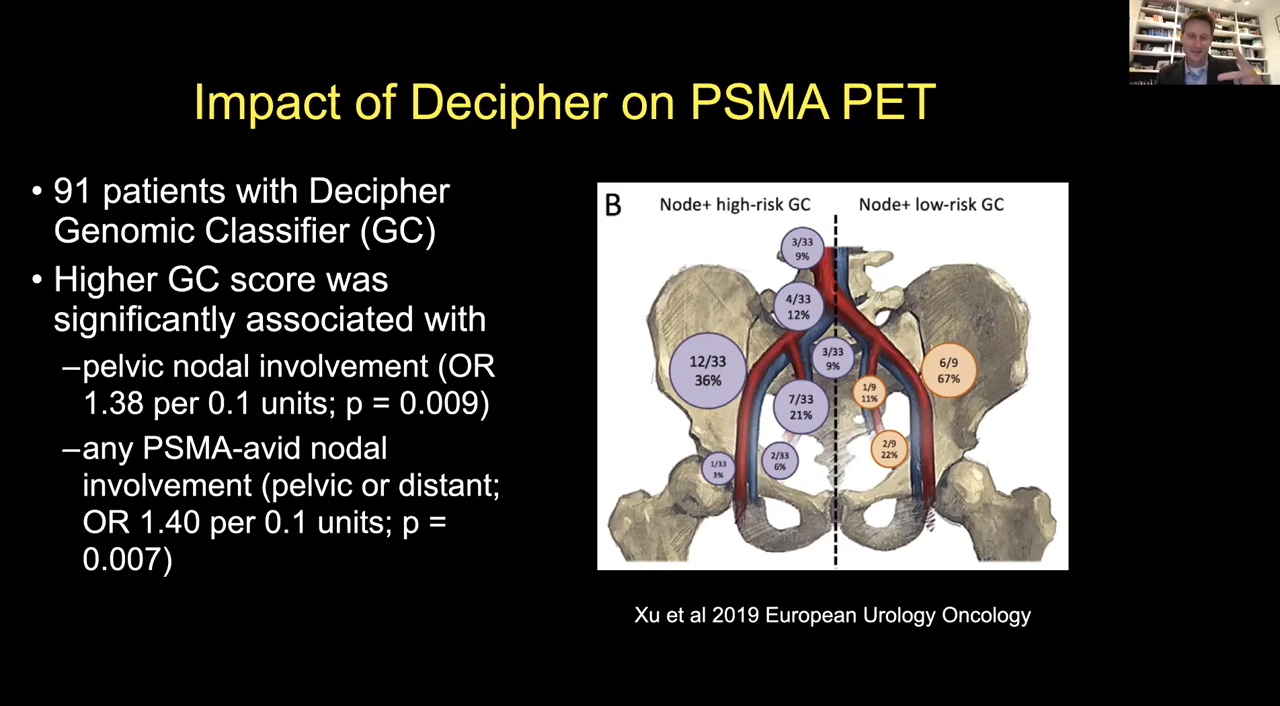 Impact of Decipher on PSMA PET
• 91 patients with Decipher
Genomic Classifier (GC)
• Higher GC score was
significantly associated with
–pelvic nodal involvement (OR
1.38 per 0.1 units; p = 0.009)
–any PSMA-avid nodal
involvement (pelvic or distant;
OR 1.40 per 0.1 units; p =
0.007)
B
Node+ high-risk GC
Node+ low-risk GC
3/33
9%
4/33
12%
12/33
36%
3/33
9%
7/33
21%
2/33
6%
1/33
3%
6/9
67%
1/9
11%
2/9
22%
Xu et al 2019 European Urology Oncology